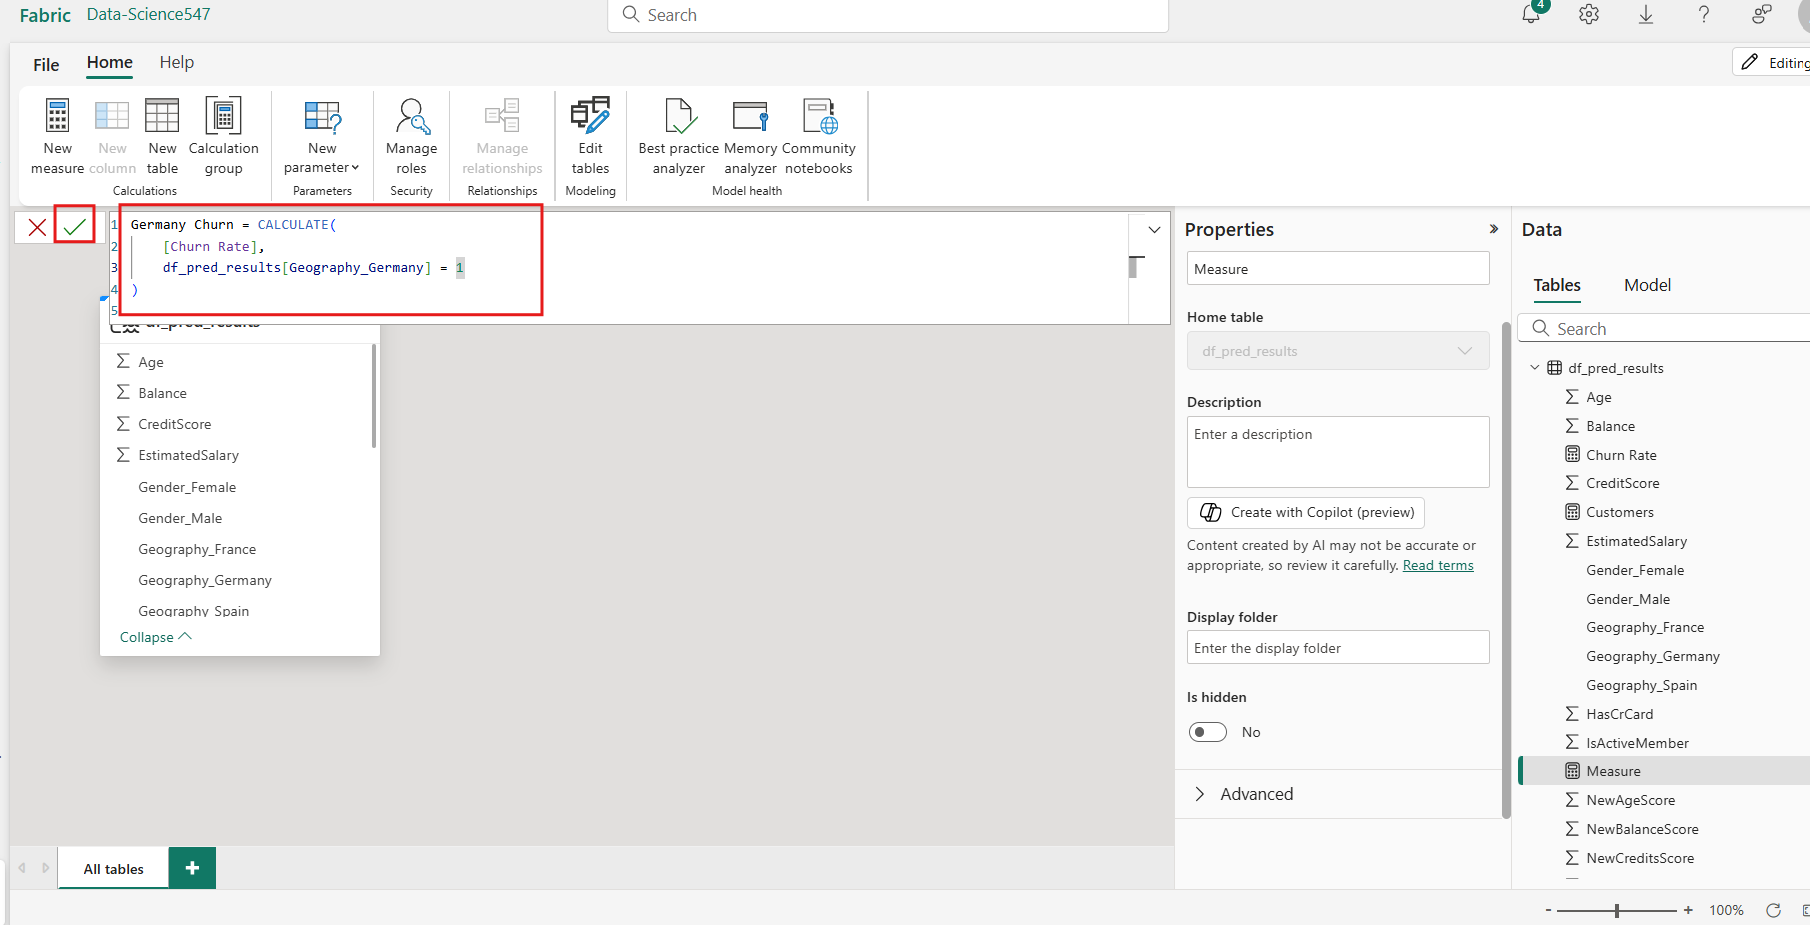 Fabric Data-Science547
Search
4
File Home Help
Editing
New measure
New column
New table
Calculation group
Calculations
New parameter
Parameters
Manage roles
Security
Manage relationships
Relationships
Edit tables
Modeling
Best practice analyzer
Memory analyzer
Community notebooks
Model health
1 Germany Churn = CALCULATE(
2 [Churn Rate],
3 df_pred_results[Geography_Germany] = 1
4 )
5
df_pred_results
Age
Balance
CreditScore
EstimatedSalary
Gender_Female
Gender_Male
Geography_France
Geography_Germany
Geography_Spain
Collapse
All tables
+
Properties
Measure
Home table
df_pred_results
Description
Enter a description
Create with Copilot (preview)
Content created by AI may not be accurate or
appropriate, so review it carefully. Read terms
Display folder
Enter the display folder
Is hidden
No
Advanced
Data
Tables Model
Search
df_pred_results
Age
Balance
Churn Rate
CreditScore
Customers
EstimatedSalary
Gender_Female
Gender_Male
Geography_France
Geography_Germany
Geography_Spain
HasCrCard
IsActiveMember
Measure
NewAgeScore
NewBalanceScore
NewCreditsScore
- + 100%